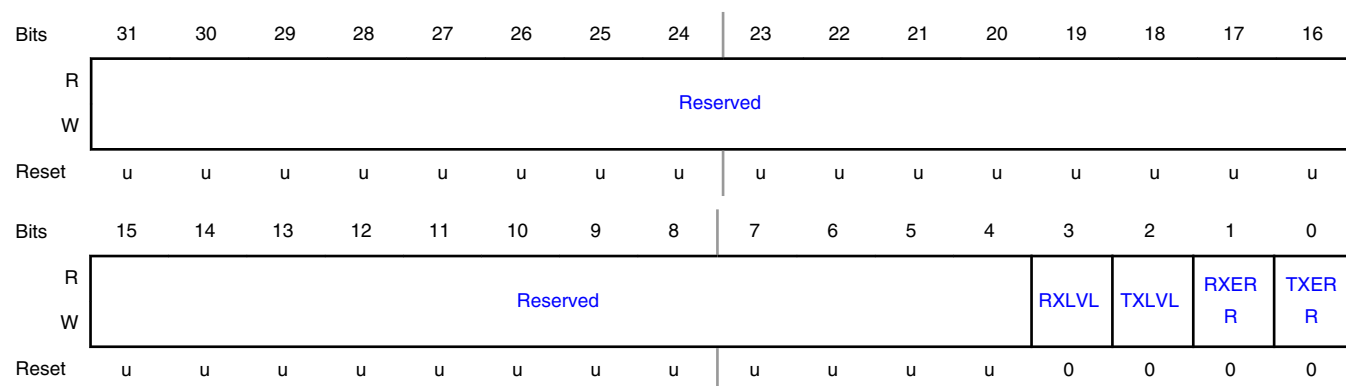 Bits 31 30 29 28 27 26 25 24 23 22 21 20 19 18 17 16
R
Reserved
W
Reset u u u u u u u u u u u u u u u u
Bits 15 14 13 12 11 10 9 8 7 6 5 4 3 2 1 0
R
Reserved RXLVL TXLVL RXER R TXER R
W
Reset u u u u u u u u u u u u 0 0 0 0